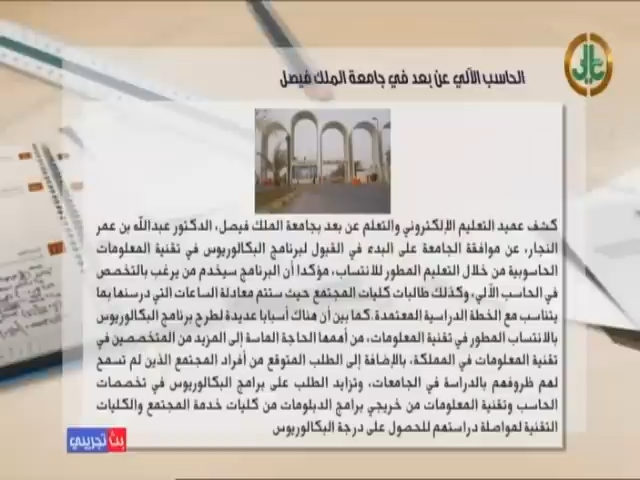 الحاسب الآلي عن بعد في جامعة الملك فيصل
كشف عميد التعليم الإلكتروني والتعلم عن بعد بجامعة الملك فيصل، الدكتور عبدالله بن عمر
النجار، عن موافقة الجامعة على البدء في القبول لبرنامج البكالوريوس في تقنية المعلومات
الحاسوبية من خلال التعليم المطور للانتساب، مؤكدا أن البرنامج سيخدم من يرغب بالتخصص
في الحاسب الآلي، وكذلك طالبات كليات المجتمع حيث ستتم معادلة الساعات التي درسنها بما
يتناسب مع الخطة الدراسية المعتمدة. كما بين أن هناك أسبابا عديدة لطرح برنامج البكالوريوس
بالانتساب المطور في تقنية المعلومات، من أهمها الحاجة الماسة إلى المزيد من المتخصصين في
تقنية المعلومات في المملكة، بالإضافة إلى الطلب المتوقع من أفراد المجتمع الذين لم تسمح
لهم ظروفهم بالدراسة في الجامعات، وتزايد الطلب على برامج البكالوريوس في تخصصات
الحاسب وتقنية المعلومات من خريجي برامج الدبلومات من كليات خدمة المجتمع والكليات
التقنية لمواصلة دراستهم للحصول على درجة البكالوريوس
بث تجريبي